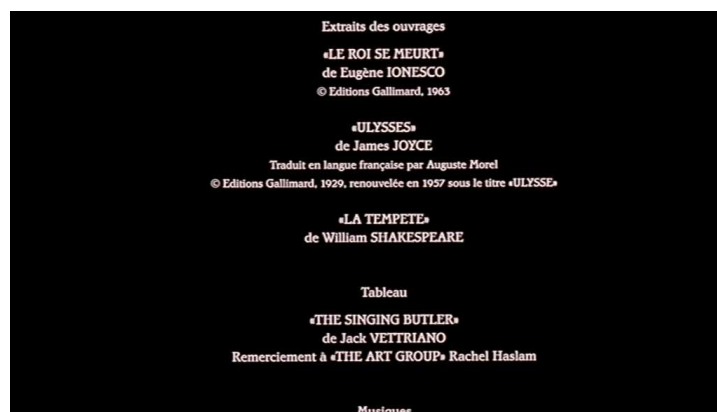 Extraits des ouvrages
«LE ROI SE MEURT»
de Eugène IONESCO
© Editions Gallimard, 1963
«ULYSSES»
de James JOYCE
Traduit en langue française par Auguste Morel
© Editions Gallimard, 1929, renouvelée en 1957 sous le titre «ULYSSE»
«LA TEMPETE»
de William SHAKESPEARE
Tableau
«THE SINGING BUTLER»
de Jack VETTRIANO
Remerciement à «THE ART GROUP» Rachel Haslam
Musiques